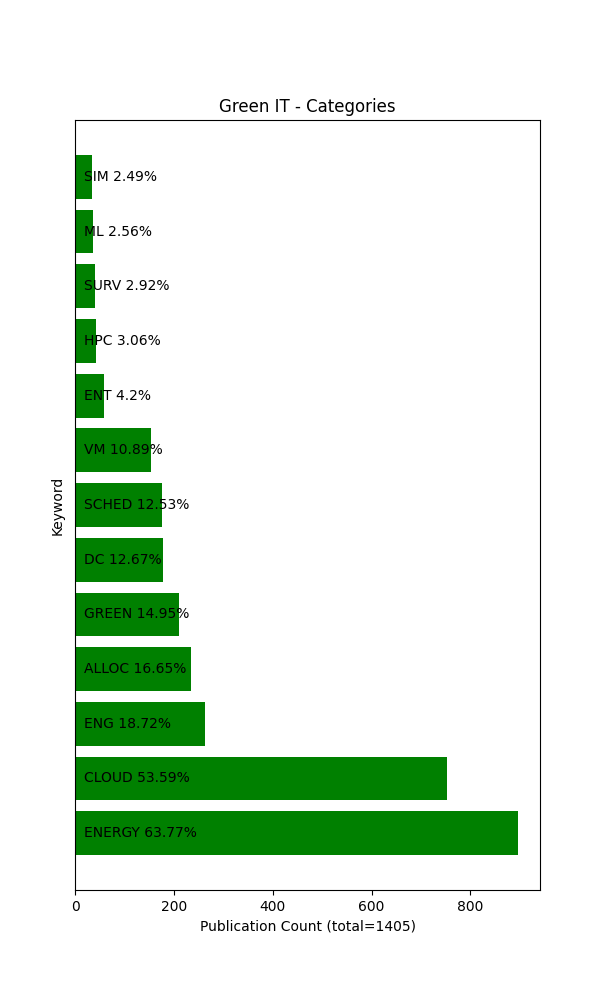 Green IT - Categories
SIM 2.49%
ML 2.56%
SURV 2.92%
HPC 3.06%
ENT 4.2%
VM 10.89%
SCHED 12.53%
DC 12.67%
GREEN 14.95%
ALLOC 16.65%
ENG 18.72%
CLOUD 53.59%
ENERGY 63.77%
Keyword
0 200 400 600 800
Publication Count (total=1405)